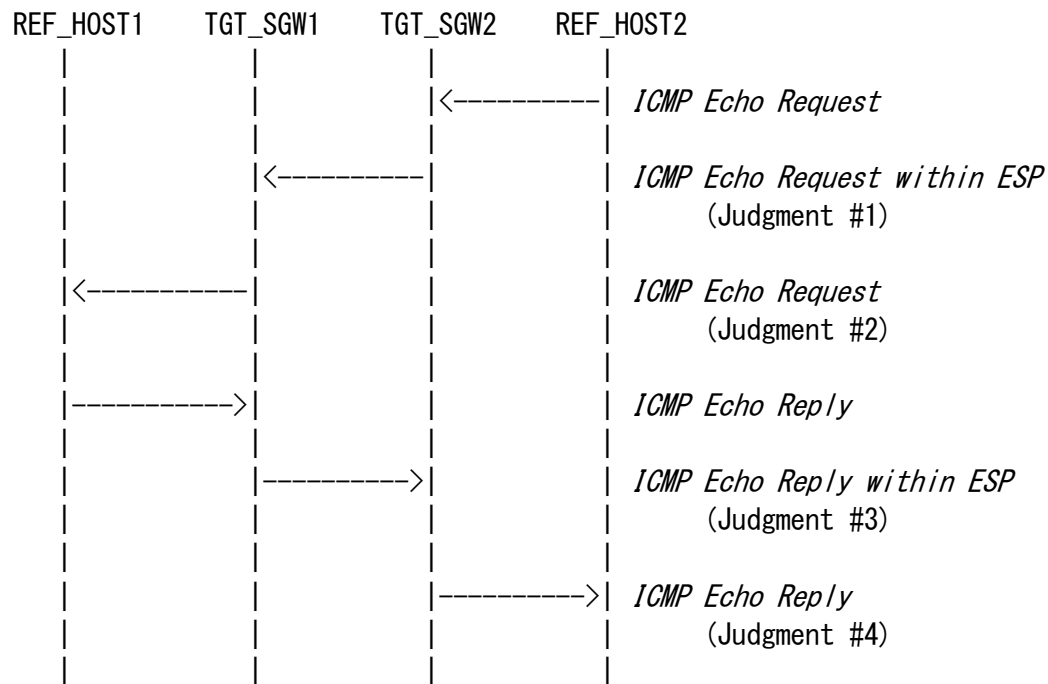 REF_HOST1 TGT_SGW1 TGT_SGW2 REF_HOST2
ICMP Echo Request
ICMP Echo Request within ESP
(Judgment #1)
ICMP Echo Request
(Judgment #2)
ICMP Echo Reply
ICMP Echo Reply within ESP
(Judgment #3)
ICMP Echo Reply
(Judgment #4)